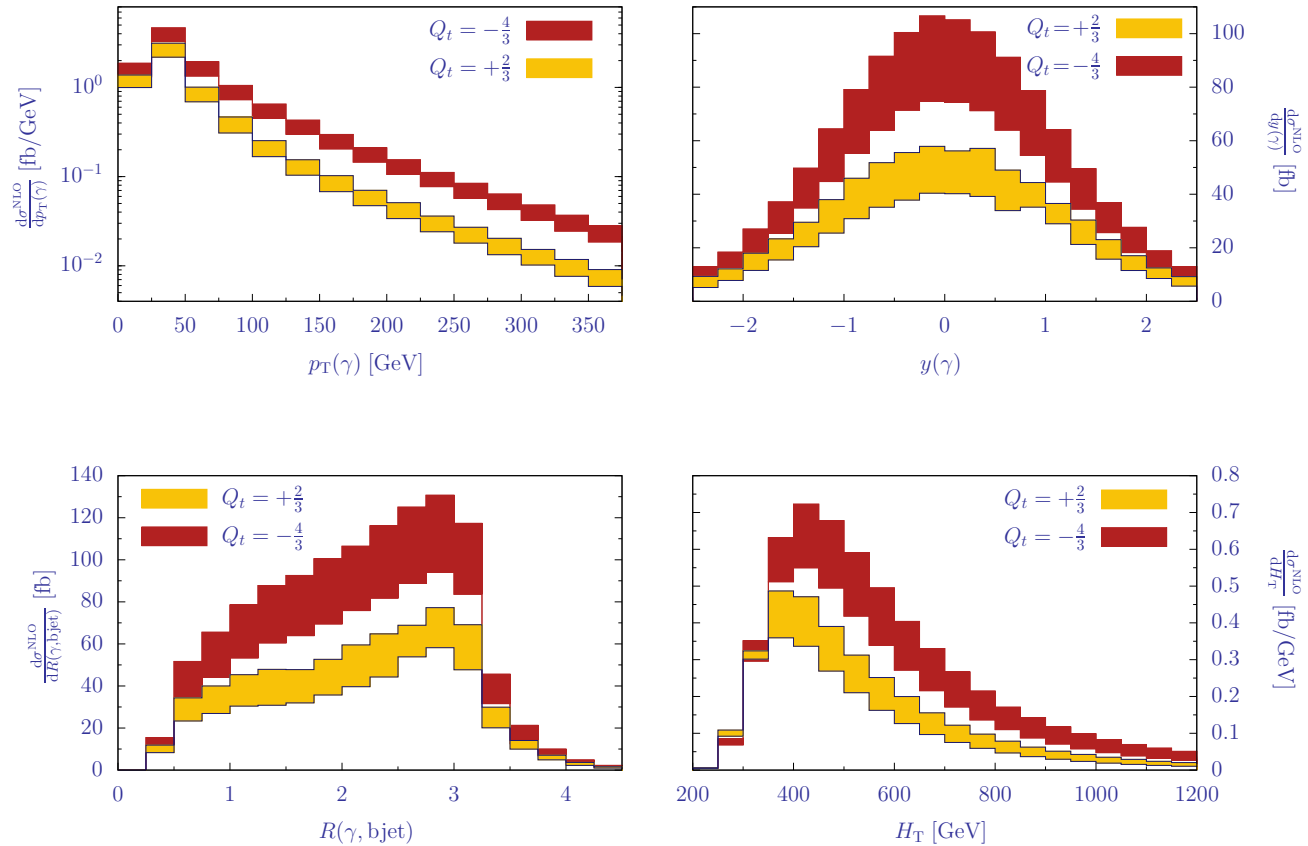 Q_t = −4/3
Q_t = +2/3
10^0
10^−1
10^−2
dσ^NLO/dp_T(γ) [fb/GeV]
0 50 100 150 200 250 300 350
p_T(γ) [GeV]
Q_t = +2/3
Q_t = −4/3
100
80
60
40
20
0
dσ^NLO/dy(γ) [fb]
−2 −1 0 1 2
y(γ)
140
120
100
80
60
40
20
0
dσ^NLO/dR(γ,bjet) [fb]
Q_t = +2/3
Q_t = −4/3
0 1 2 3 4
R(γ, bjet)
Q_t = +2/3
Q_t = −4/3
0.8
0.7
0.6
0.5
0.4
0.3
0.2
0.1
0
dσ^NLO/dH_T [fb/GeV]
200 400 600 800 1000 1200
H_T [GeV]